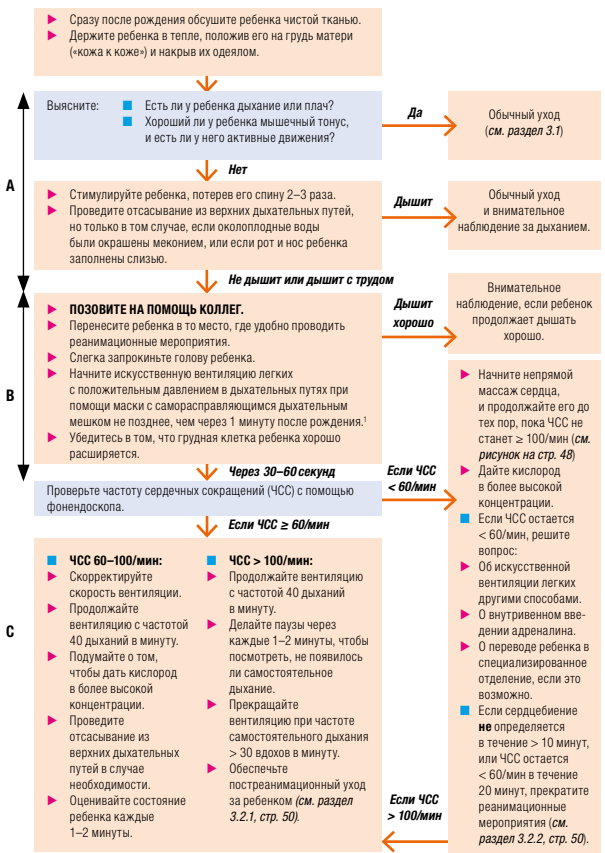 Сразу после рождения обсушите ребенка чистой тканью.
Держите ребенка в тепле, положив его на грудь матери
(«кожа к коже») и накрыв их одеялом.
A
Выясните:
Есть ли у ребенка дыхание или плач?
Хороший ли у ребенка мышечный тонус,
и есть ли у него активные движения?
Да
Обычный уход
(см. раздел 3.1)
Нет
Стимулируйте ребенка, потерев его спину 2–3 раза.
Проведите отсасывание из верхних дыхательных путей,
но только в том случае, если околоплодные воды
были окрашены меконием, или если рот и нос ребенка
заполнены слизью.
Дышит
Обычный уход
и внимательное
наблюдение за дыханием.
Не дышит или дышит с трудом
B
ПОЗОВИТЕ НА ПОМОЩЬ КОЛЛЕГ.
Перенесите ребенка в то место, где удобно проводить
реанимационные мероприятия.
Слегка запрокиньте голову ребенка.
Начните искусственную вентиляцию легких
с положительным давлением в дыхательных путях при
помощи маски с саморасправляющимся дыхательным
мешком не позднее, чем через 1 минуту после рождения.¹
Убедитесь в том, что грудная клетка ребенка хорошо
расширяется.
Дышит
хорошо
Внимательное
наблюдение, если ребенок
продолжает дышать
хорошо.
Через 30–60 секунд
Проверьте частоту сердечных сокращений (ЧСС) с помощью
фонендоскопа.
Если ЧСС
< 60/мин
Начните непрямой
массаж сердца,
и продолжайте его до
тех пор, пока ЧСС не
станет ≥ 100/мин (см.
рисунок на стр. 48)
Дайте кислород
в более высокой
концентрации.
Если ЧСС остается
< 60/мин, решите
вопрос:
Об искусственной
вентиляции легких
другими способами.
О внутривенном вве-
дении адреналина.
О переводе ребенка в
специализированное
отделение, если это
возможно.
Если сердцебиение
не определяется
в течение > 10 минут,
или ЧСС остается
< 60/мин в течение
20 минут, прекратите
реанимационные
мероприятия (см.
раздел 3.2.2, стр. 50).
Если ЧСС ≥ 60/мин
C
ЧСС 60–100/мин:
Скорректируйте
скорость вентиляции.
Продолжайте
вентиляцию с частотой
40 дыханий в минуту.
Подумайте о том,
чтобы дать кислород
в более высокой
концентрации.
Проведите
отсасывание из
верхних дыхательных
путей в случае
необходимости.
Оценивайте состояние
ребенка каждые
1–2 минуты.
ЧСС > 100/мин:
Продолжайте вентиляцию
с частотой 40 дыханий
в минуту.
Делайте паузы через
каждые 1–2 минуты, чтобы
посмотреть, не появилось
ли самостоятельное
дыхание.
Прекращайте
вентиляцию при частоте
самостоятельного дыхания
> 30 вдохов в минуту.
Обеспечьте
постреанимационный уход
за ребенком (см. раздел
3.2.1, стр. 50).
Если ЧСС
> 100/мин